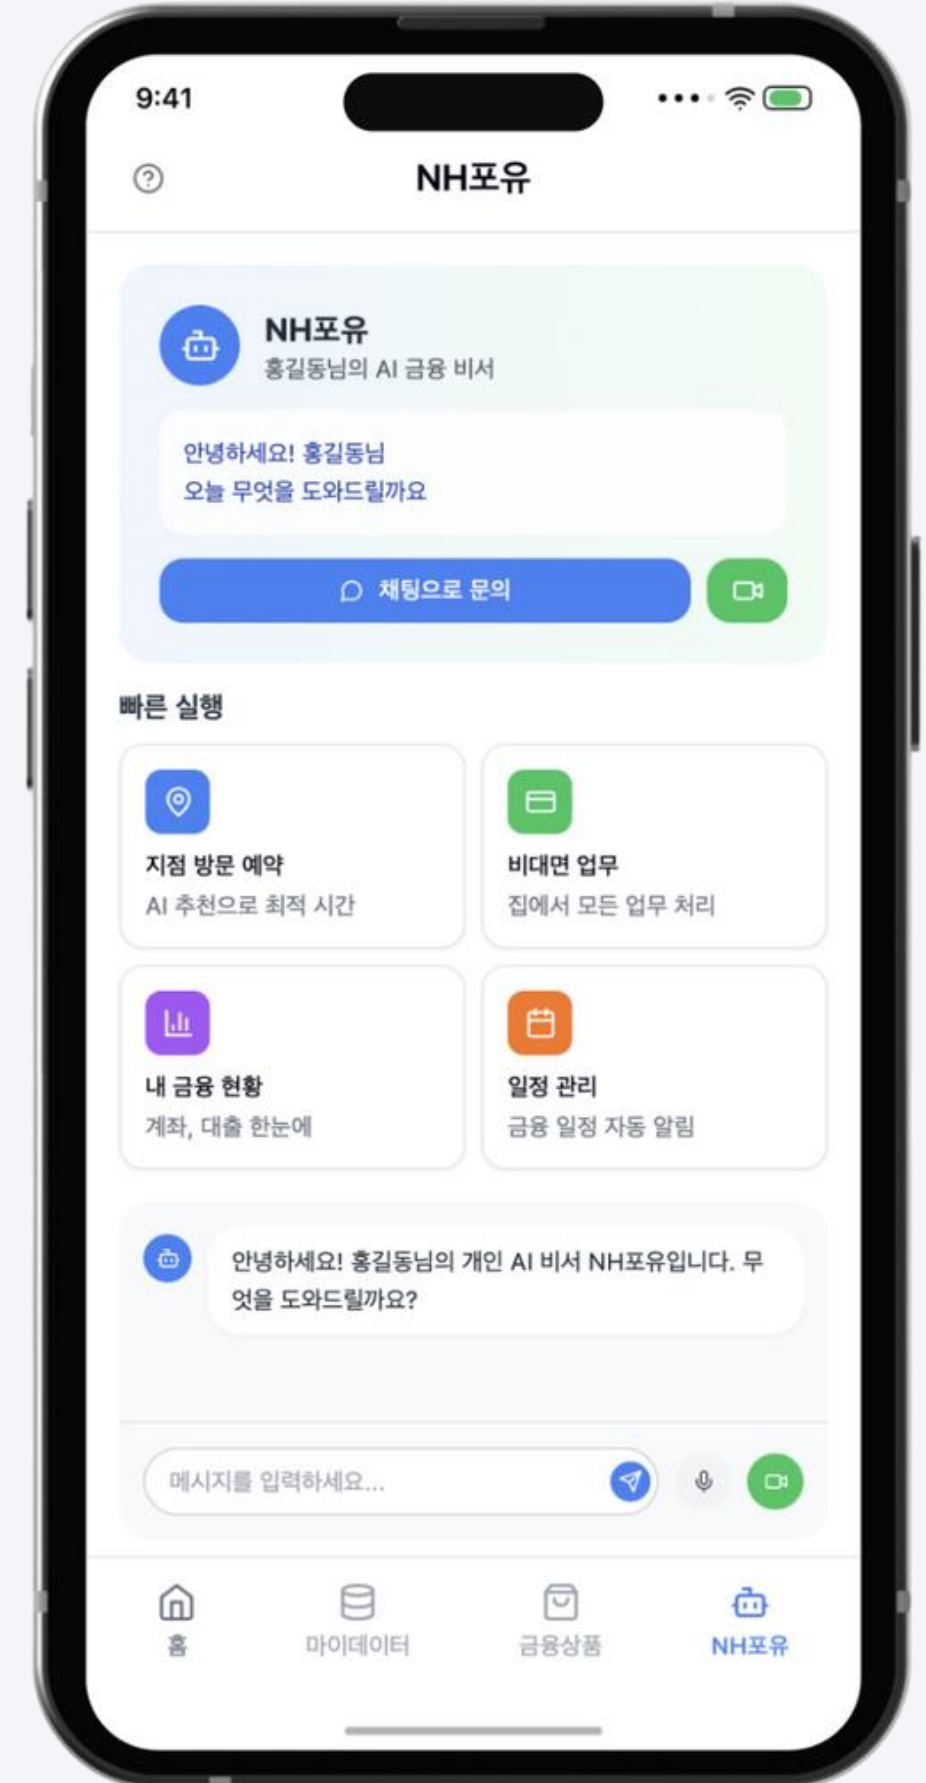 9:41
NH포유
NH포유
홍길동님의 AI 금융 비서
안녕하세요! 홍길동님
오늘 무엇을 도와드릴까요
채팅으로 문의
빠른 실행
지점 방문 예약
AI 추천으로 최적 시간
비대면 업무
집에서 모든 업무 처리
내 금융 현황
계좌, 대출 한눈에
일정 관리
금융 일정 자동 알림
안녕하세요! 홍길동님의 개인 AI 비서 NH포유입니다. 무
엇을 도와드릴까요?
메시지를 입력하세요...
홈
마이데이터
금융상품
NH포유